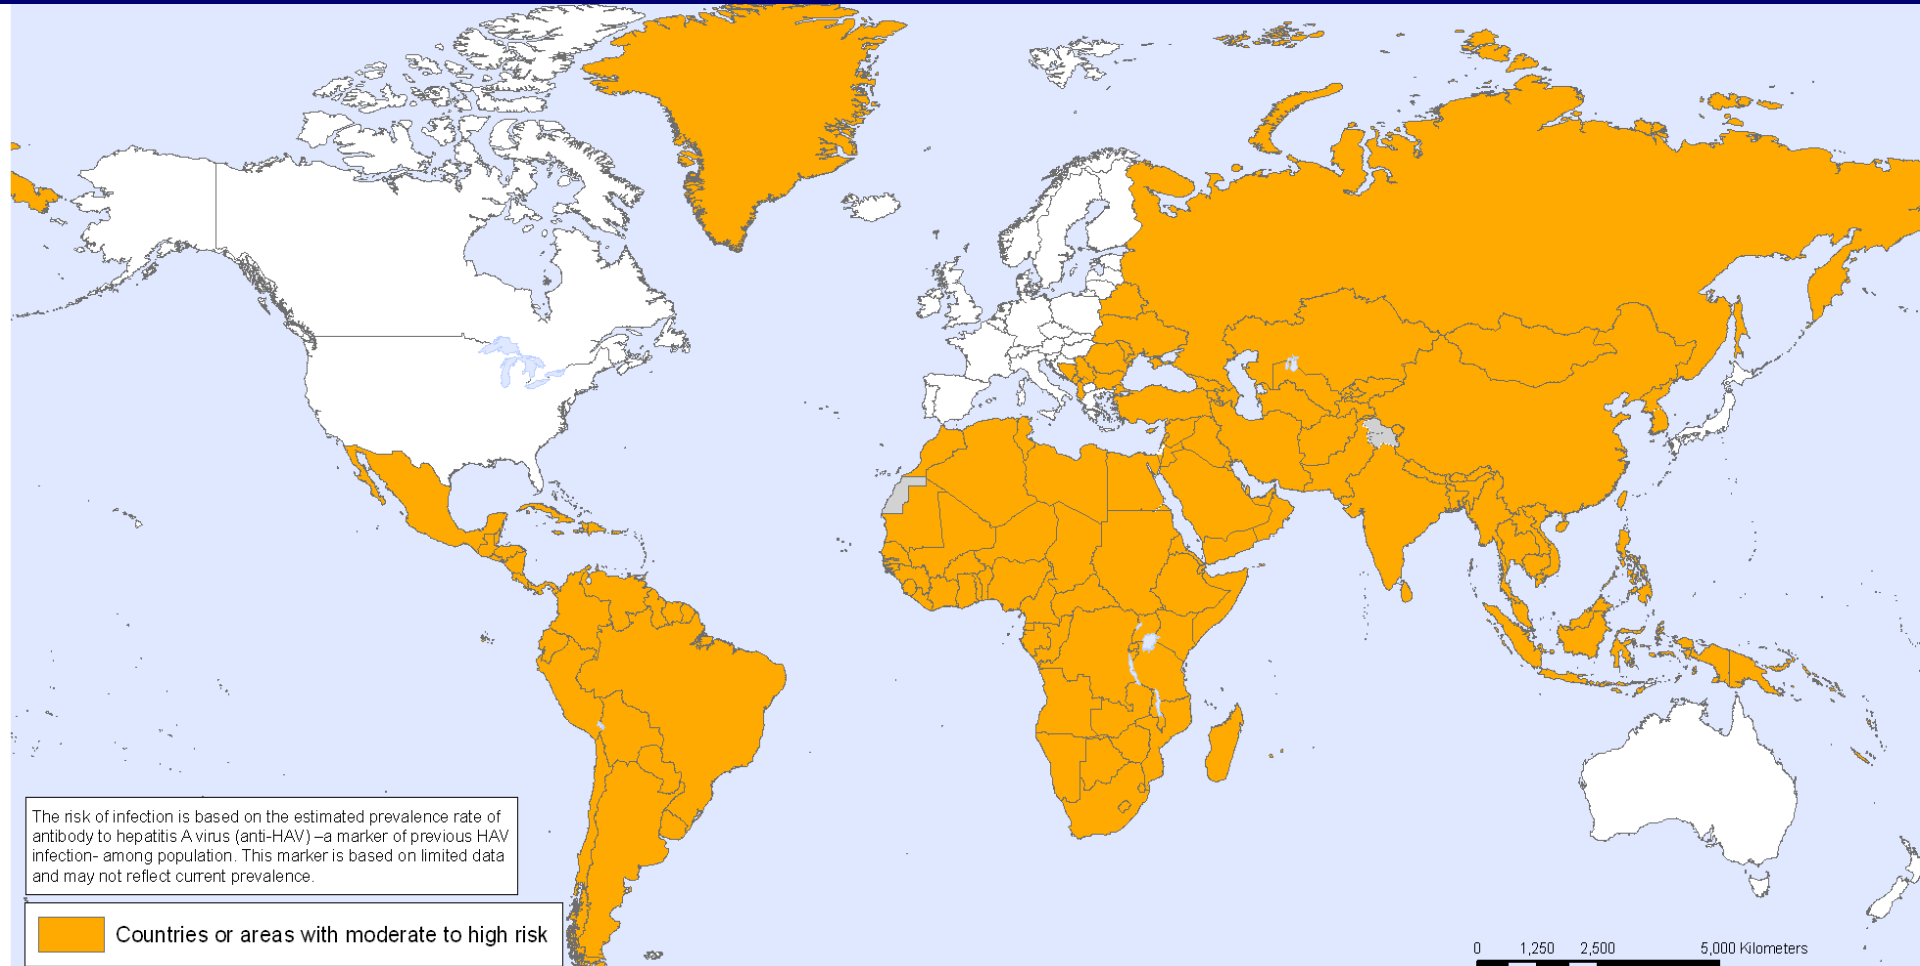 The risk of infection is based on the estimated prevalence rate of
antibody to hepatitis A virus (anti-HAV) –a marker of previous HAV
infection- among population. This marker is based on limited data
and may not reflect current prevalence.
Countries or areas with moderate to high risk
0 1,250 2,500 5,000 Kilometers